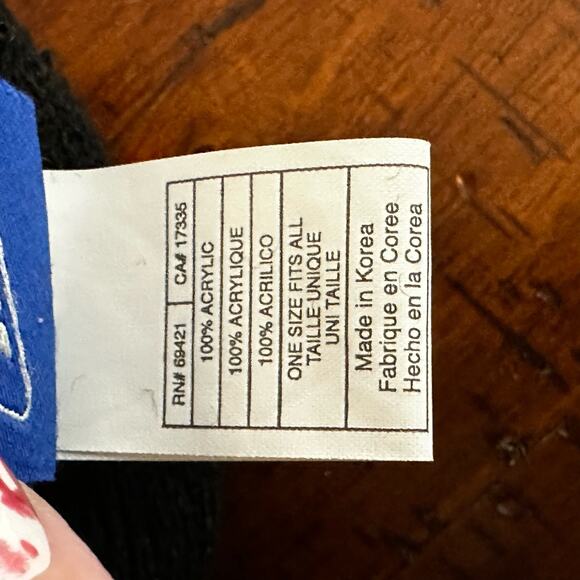 RN# 69421 CA# 17335
100% ACRYLIC
100% ACRYLIQUE
100% ACRILICO
ONE SIZE FITS ALL
TAILLE UNIQUE
UNI TAILLE
Made in Korea
Fabrique en Coree
Hecho en la Corea